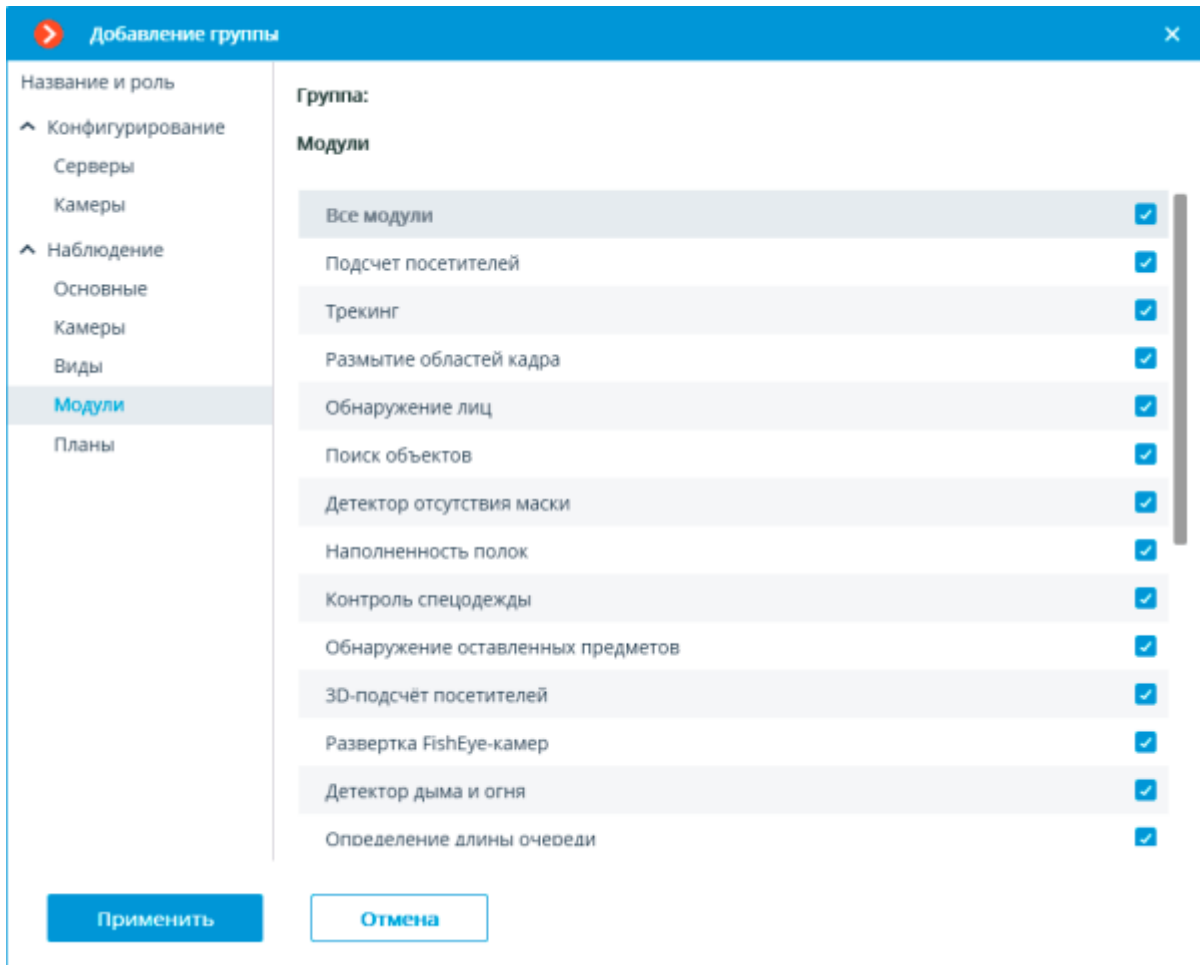 Добавление группы
Название и роль
Конфигурирование
Серверы
Камеры
Наблюдение
Основные
Камеры
Виды
Модули
Планы
Группа:
Модули
Все модули
Подсчет посетителей
Трекинг
Размытие областей кадра
Обнаружение лиц
Поиск объектов
Детектор отсутствия маски
Наполненность полок
Контроль спецодежды
Обнаружение оставленных предметов
3D-подсчёт посетителей
Развертка FishEye-камер
Детектор дыма и огня
Определение длины очереди
Применить
Отмена